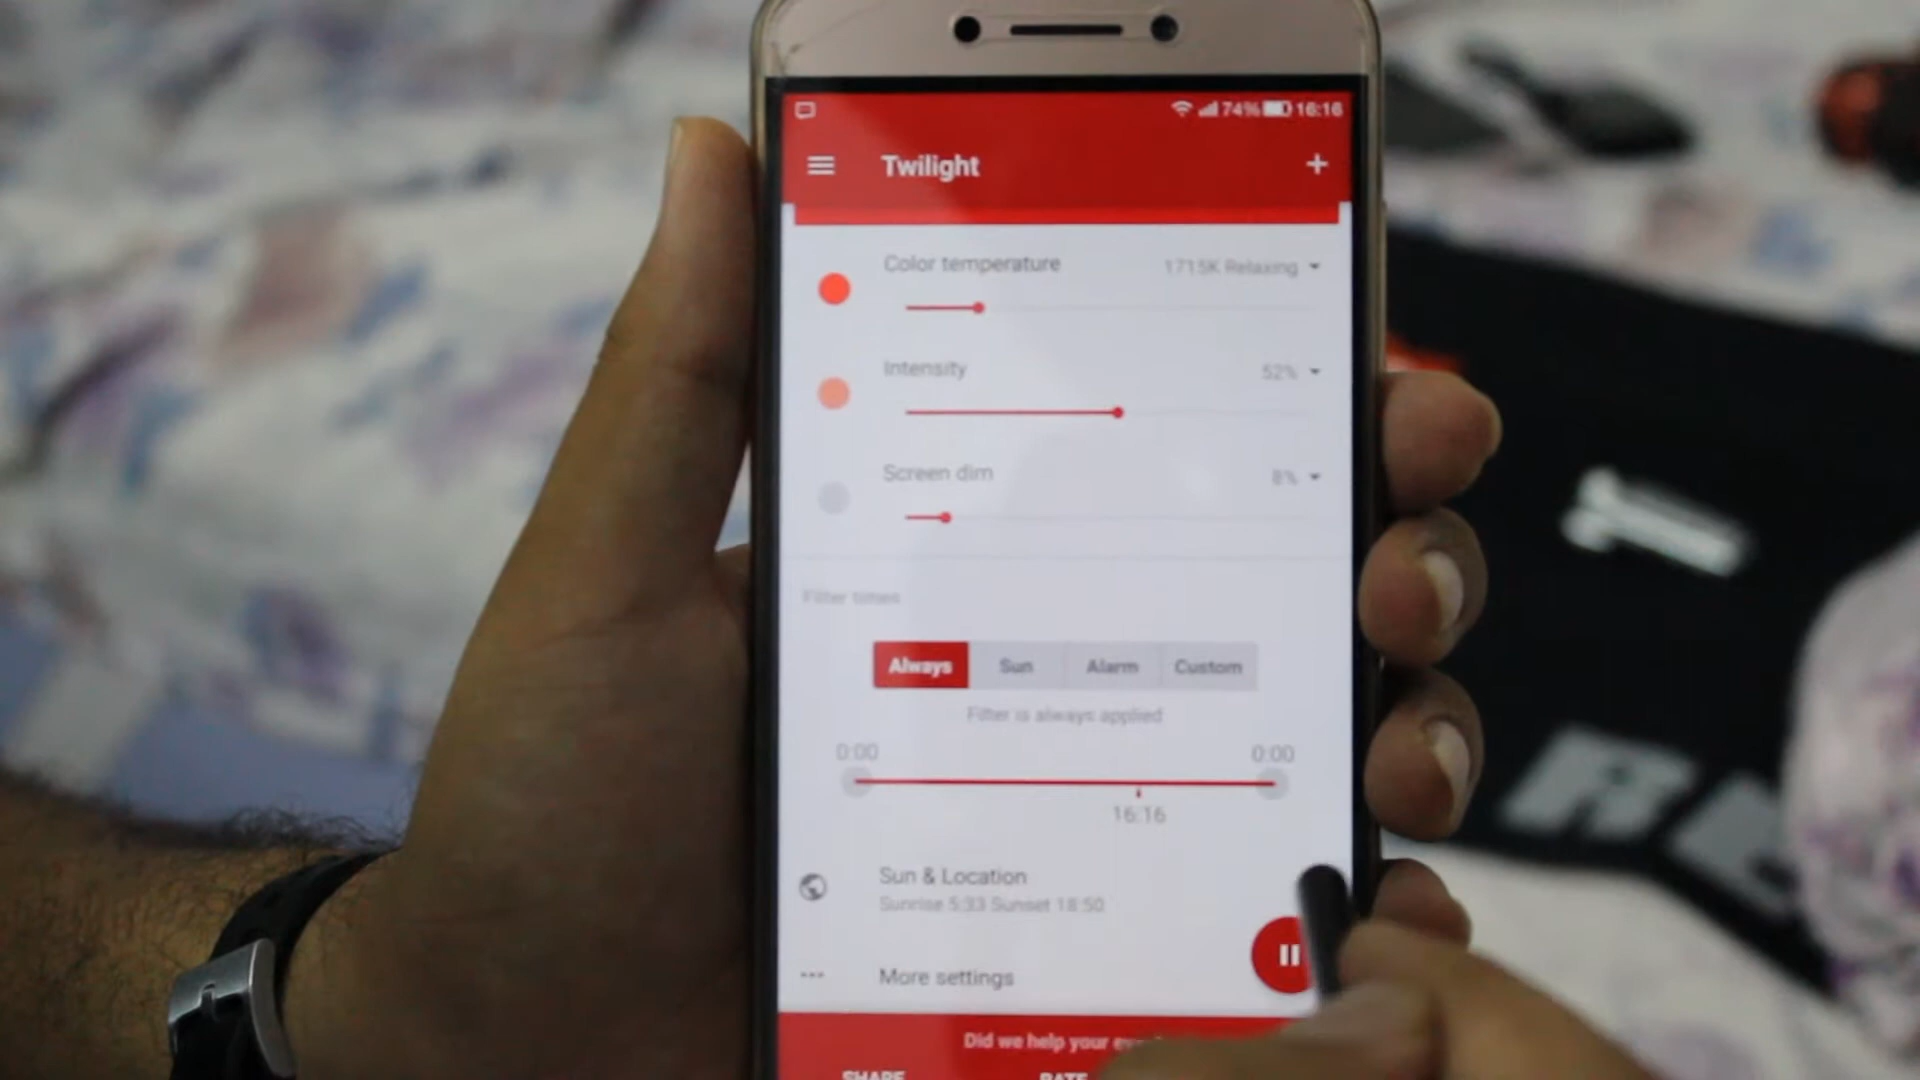 74% 16:16
Twilight
Color temperature 1715K Relaxing
Intensity 52%
Screen dim 8%
Filter times
Always Sun Alarm Custom
Filter is always applied
0:00 0:00
16:16
Sun & Location
Sunrise 5:33 Sunset 18:50
More settings
Did we help your
SHARE RATE